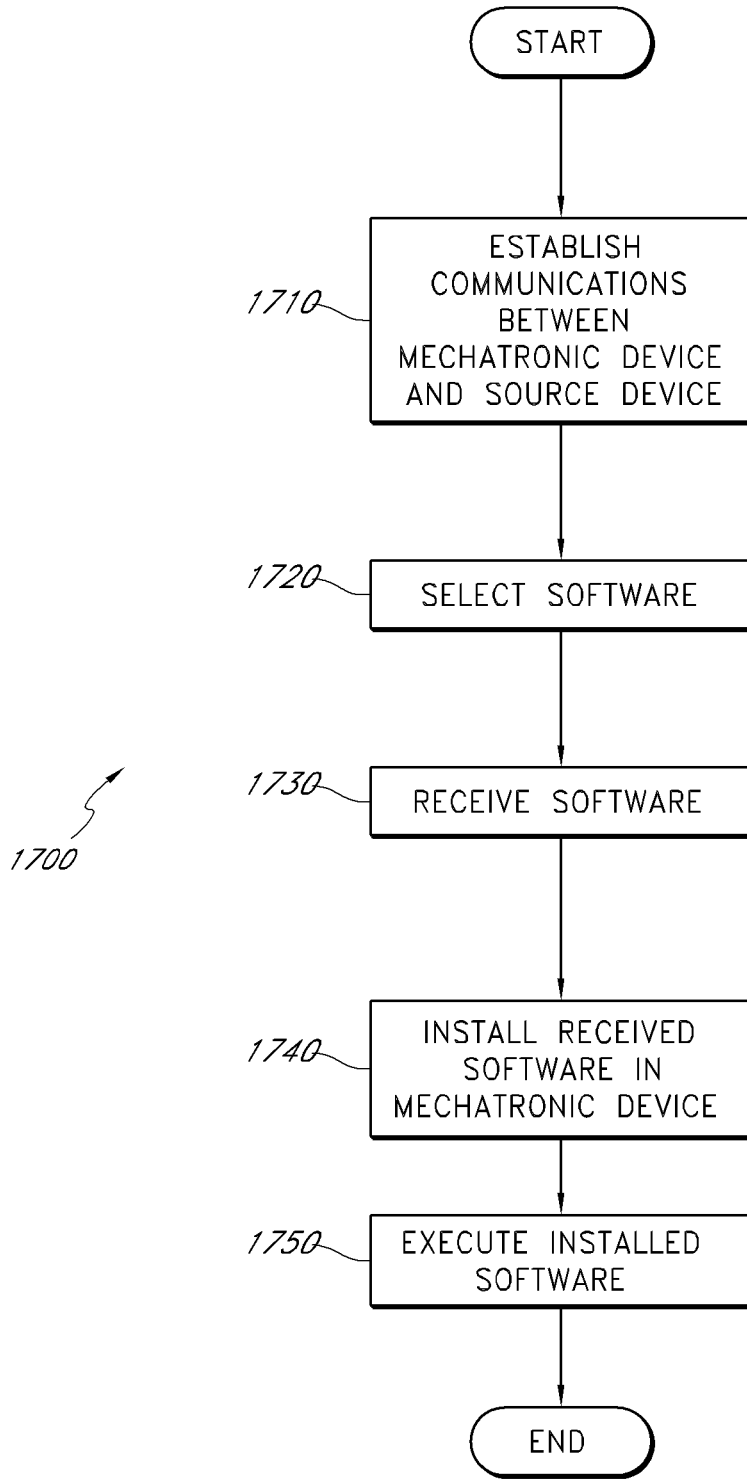 START
1710
ESTABLISH
COMMUNICATIONS
BETWEEN
MECHATRONIC DEVICE
AND SOURCE DEVICE
1720
SELECT SOFTWARE
1730
RECEIVE SOFTWARE
1700
1740
INSTALL RECEIVED
SOFTWARE IN
MECHATRONIC DEVICE
1750
EXECUTE INSTALLED
SOFTWARE
END